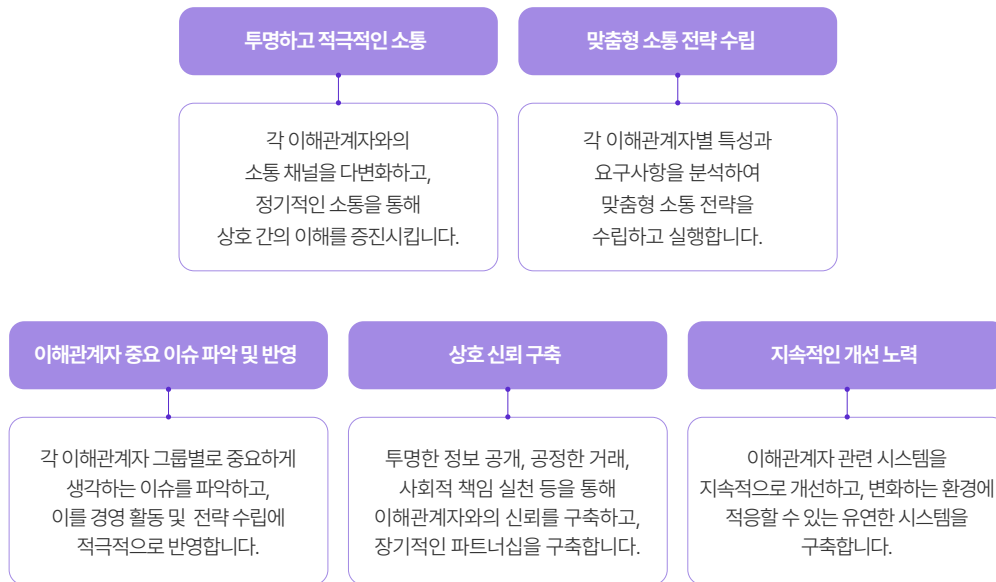 투명하고 적극적인 소통
각 이해관계자와의
소통 채널을 다변화하고,
정기적인 소통을 통해
상호 간의 이해를 증진시킵니다.
맞춤형 소통 전략 수립
각 이해관계자별 특성과
요구사항을 분석하여
맞춤형 소통 전략을
수립하고 실행합니다.
이해관계자 중요 이슈 파악 및 반영
각 이해관계자 그룹별로 중요하게
생각하는 이슈를 파악하고,
이를 경영 활동 및 전략 수립에
적극적으로 반영합니다.
상호 신뢰 구축
투명한 정보 공개, 공정한 거래,
사회적 책임 실천 등을 통해
이해관계자와의 신뢰를 구축하고,
장기적인 파트너십을 구축합니다.
지속적인 개선 노력
이해관계자 관련 시스템을
지속적으로 개선하고, 변화하는 환경에
적응할 수 있는 유연한 시스템을
구축합니다.